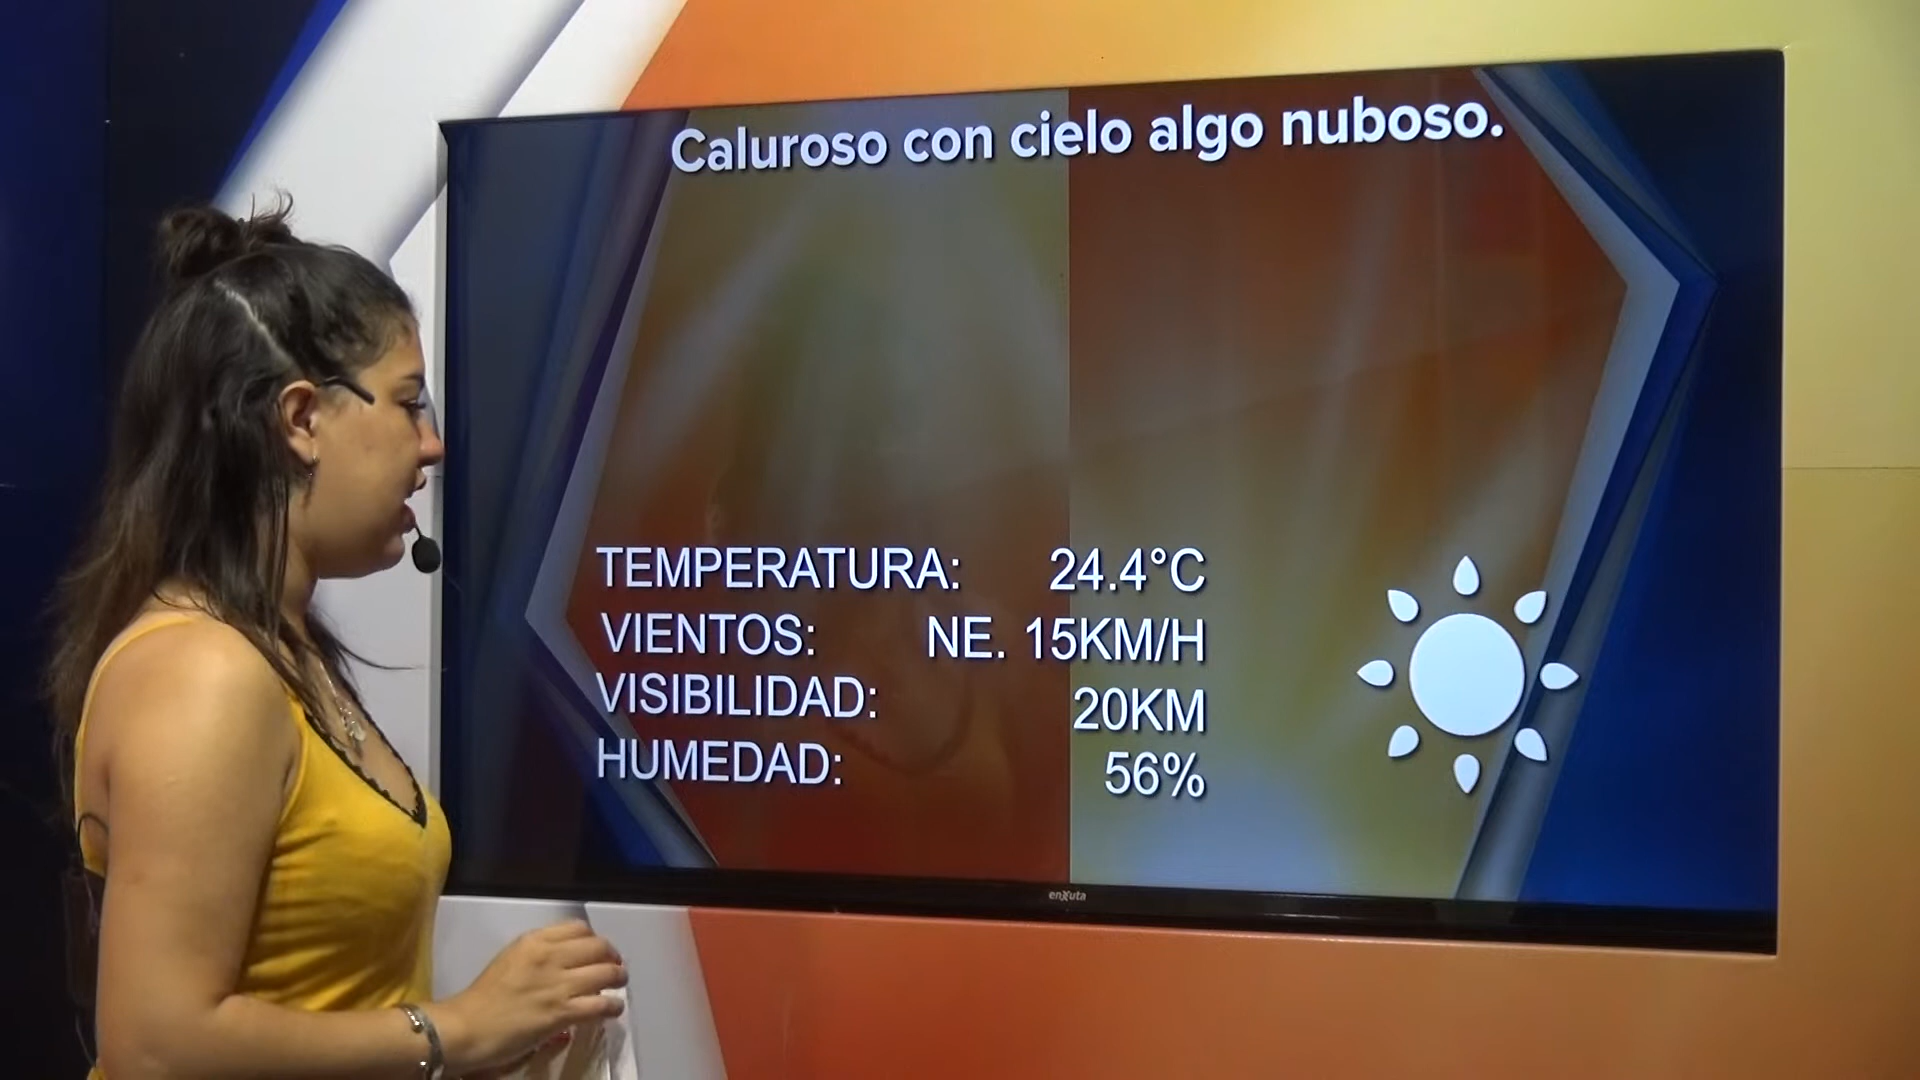 Caluroso con cielo algo nuboso.
TEMPERATURA: 24.4°C
VIENTOS: NE. 15KM/H
VISIBILIDAD: 20KM
HUMEDAD: 56%
enxuta